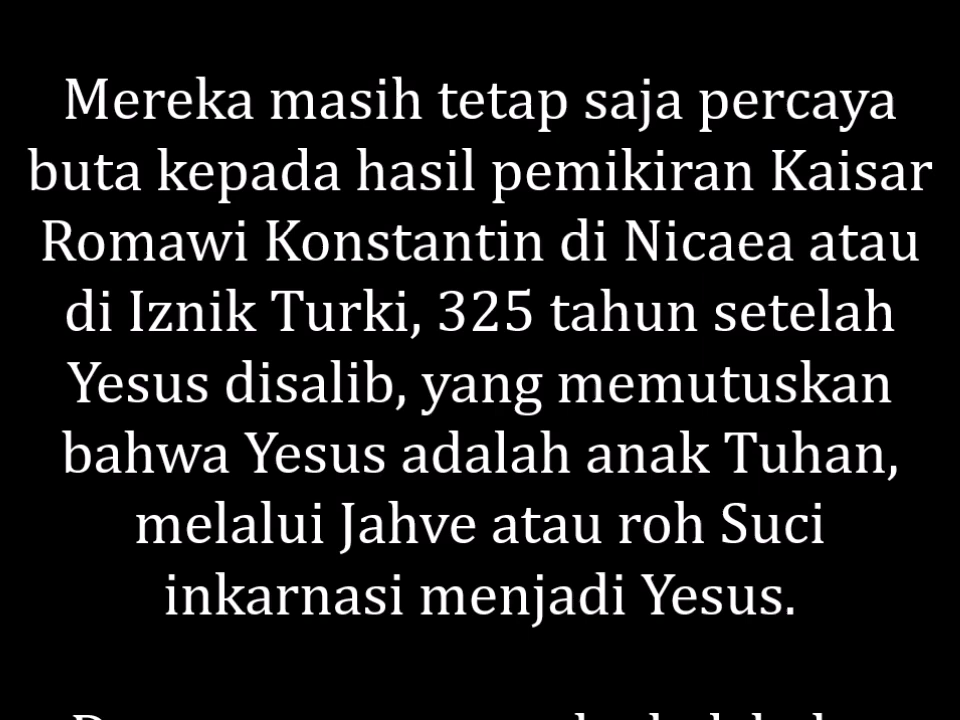 Mereka masih tetap saja percaya
buta kepada hasil pemikiran Kaisar
Romawi Konstantin di Nicaea atau
di Iznik Turki, 325 tahun setelah
Yesus disalib, yang memutuskan
bahwa Yesus adalah anak Tuhan,
melalui Jahve atau roh Suci
inkarnasi menjadi Yesus.